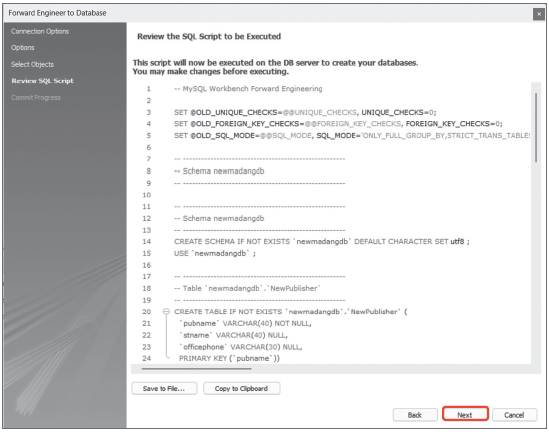 Forward Engineer to Database
Connection Options
Options
Select Objects
Review SQL Script
Commit Progress
Review the SQL Script to be Executed
This script will now be executed on the DB server to create your databases.
You may make changes before executing.
1 -- MySQL Workbench Forward Engineering
2
3 SET @OLD_UNIQUE_CHECKS=@@UNIQUE_CHECKS, UNIQUE_CHECKS=0;
4 SET @OLD_FOREIGN_KEY_CHECKS=@@FOREIGN_KEY_CHECKS, FOREIGN_KEY_CHECKS=0;
5 SET @OLD_SQL_MODE=@@SQL_MODE, SQL_MODE='ONLY_FULL_GROUP_BY,STRICT_TRANS_TABLES
6
7 -- -----------------------------------------------------
8 -- Schema newmadangdb
9 -- -----------------------------------------------------
10
11 -- -----------------------------------------------------
12 -- Schema newmadangdb
13 -- -----------------------------------------------------
14 CREATE SCHEMA IF NOT EXISTS `newmadangdb` DEFAULT CHARACTER SET utf8 ;
15 USE `newmadangdb` ;
16
17 -- -----------------------------------------------------
18 -- Table `newmadangdb`.`NewPublisher`
19 -- -----------------------------------------------------
20 CREATE TABLE IF NOT EXISTS `newmadangdb`.`NewPublisher` (
21 `pubname` VARCHAR(40) NOT NULL,
22 `stname` VARCHAR(40) NULL,
23 `officephone` VARCHAR(30) NULL,
24 PRIMARY KEY (`pubname`))
Save to File...
Copy to Clipboard
Back
Next
Cancel